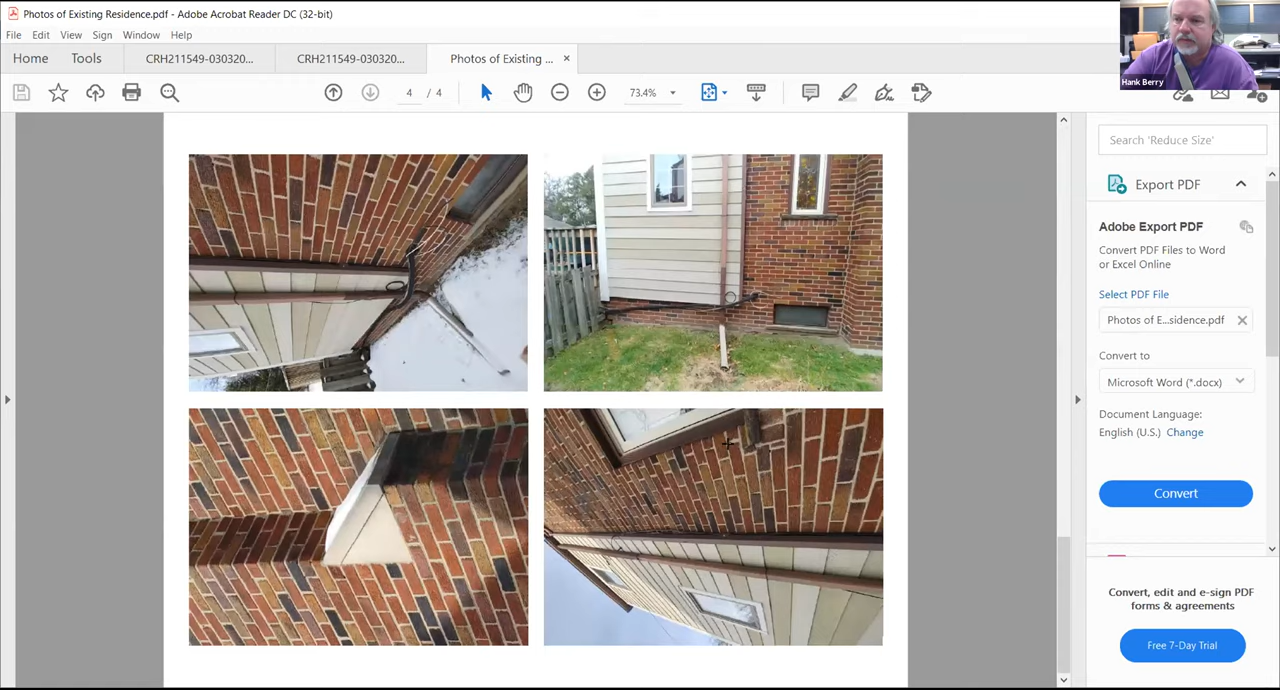 Photos of Existing Residence.pdf - Adobe Acrobat Reader DC (32-bit)
File Edit View Sign Window Help
Home Tools CRH211549-030320... CRH211549-030320... Photos of Existing ... ×
4 / 4 73.4%
Hank Berry
Search 'Reduce Size'
Export PDF
Adobe Export PDF
Convert PDF Files to Word
or Excel Online
Select PDF File
Photos of E...sidence.pdf
Convert to
Microsoft Word (*.docx)
Document Language:
English (U.S.) Change
Convert
Convert, edit and e-sign PDF
forms & agreements
Free 7-Day Trial